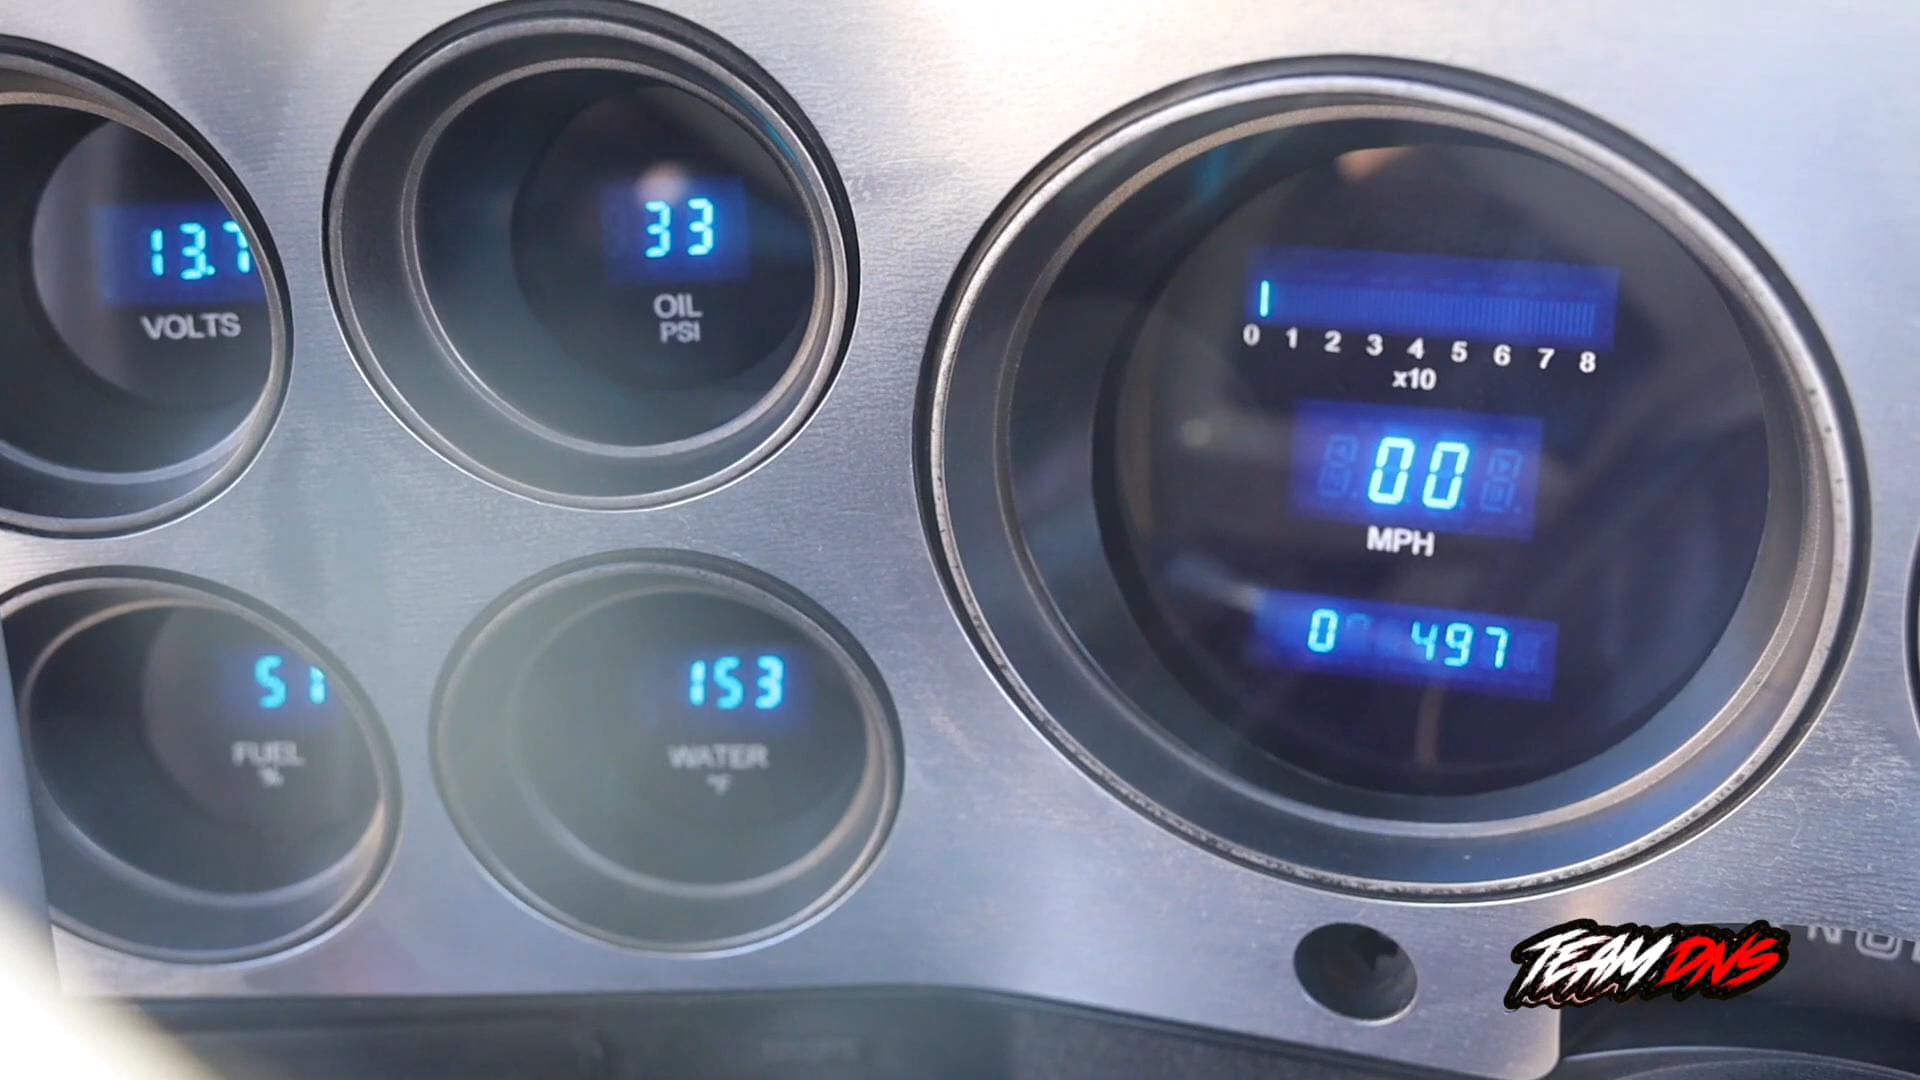 13.7
VOLTS
33
OIL
PSI
0 1 2 3 4 5 6 7 8
x10
00
MPH
0 497
51
FUEL
%
153
WATER
°F
TEAM DNS